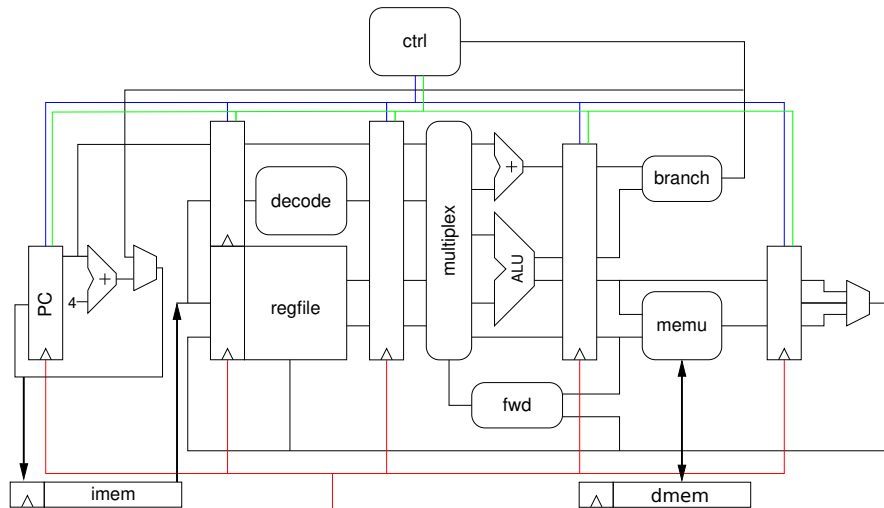 ctrl
branch
decode
multiplex
+
ALU
PC
+
4
regfile
memu
fwd
imem
dmem